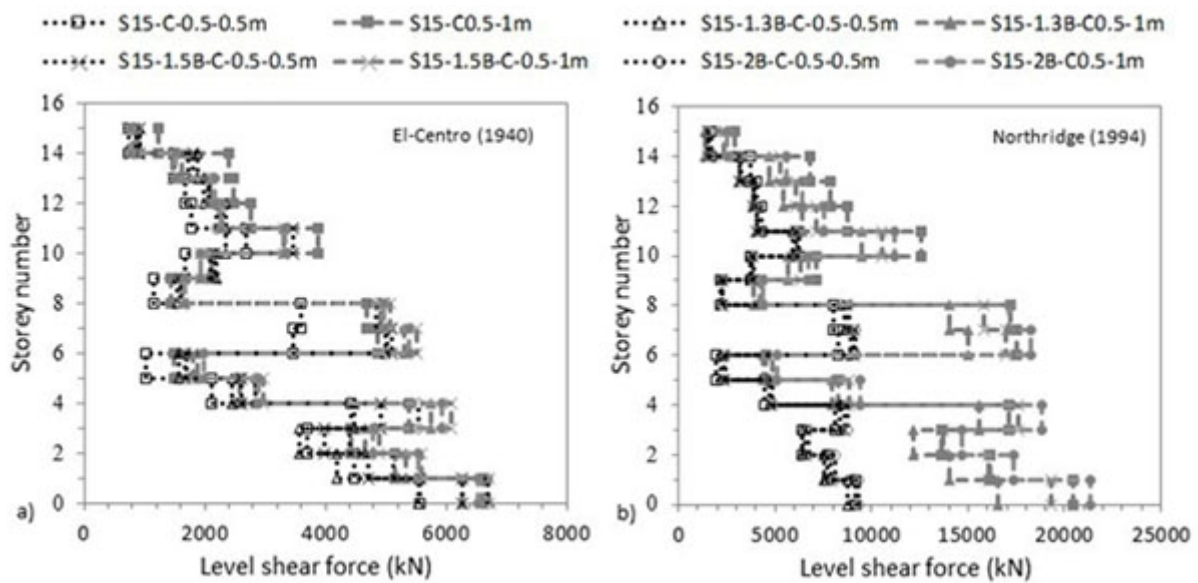 S15-C-0.5-0.5m S15-C0.5-1m S15-1.3B-C-0.5-0.5m S15-1.3B-C0.5-1m
S15-1.5B-C-0.5-0.5m S15-1.5B-C-0.5-1m S15-2B-C-0.5-0.5m S15-2B-C0.5-1m
El-Centro (1940)
Storey number
16
14
12
10
8
6
4
2
0
a)
0 2000 4000 6000 8000
Level shear force (kN)
Northridge (1994)
Storey number
16
14
12
10
8
6
4
2
0
b)
0 5000 10000 15000 20000 25000
Level shear force (kN)